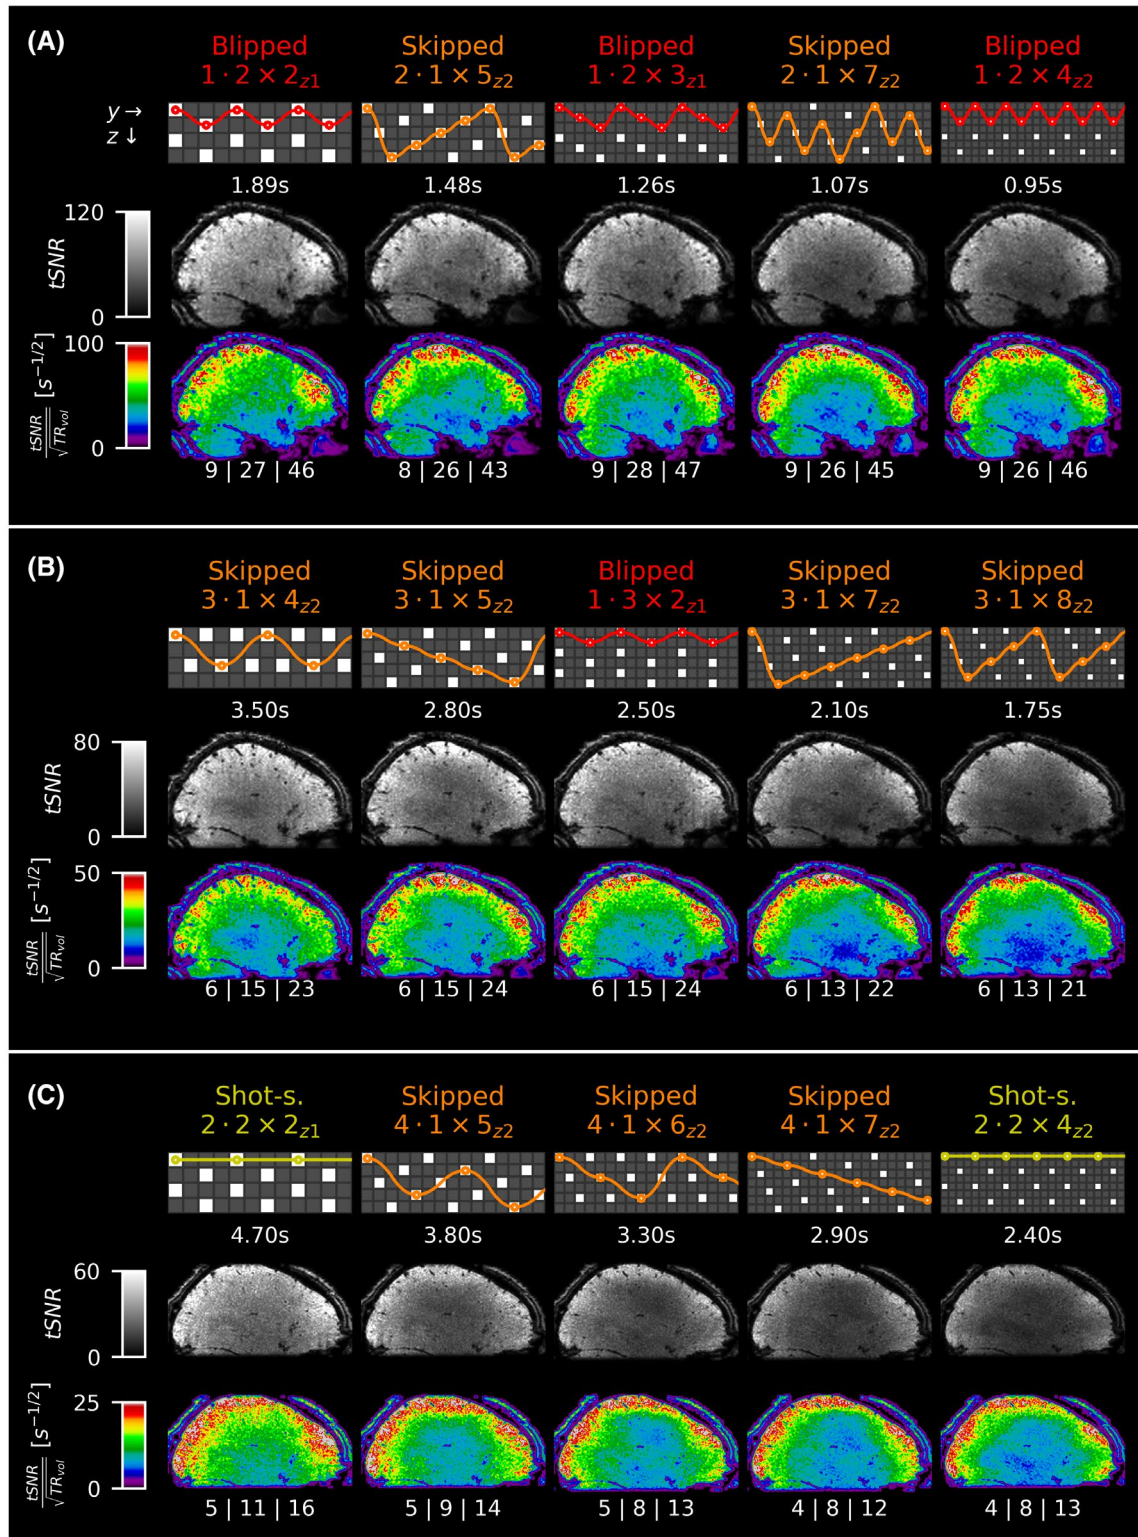 (A)
Blipped Skipped Blipped Skipped Blipped
1 · 2 × 2z1 2 · 1 × 5z2 1 · 2 × 3z1 2 · 1 × 7z2 1 · 2 × 4z2
y →
z ↓
1.89s 1.48s 1.26s 1.07s 0.95s
120
tSNR
0
100
tSNR/√TRvol [s−1/2]
0
9 | 27 | 46 8 | 26 | 43 9 | 28 | 47 9 | 26 | 45 9 | 26 | 46
(B)
Skipped Skipped Blipped Skipped Skipped
3 · 1 × 4z2 3 · 1 × 5z2 1 · 3 × 2z1 3 · 1 × 7z2 3 · 1 × 8z2
3.50s 2.80s 2.50s 2.10s 1.75s
80
tSNR
0
50
tSNR/√TRvol [s−1/2]
0
6 | 15 | 23 6 | 15 | 24 6 | 15 | 24 6 | 13 | 22 6 | 13 | 21
(C)
Shot-s. Skipped Skipped Skipped Shot-s.
2 · 2 × 2z1 4 · 1 × 5z2 4 · 1 × 6z2 4 · 1 × 7z2 2 · 2 × 4z2
4.70s 3.80s 3.30s 2.90s 2.40s
60
tSNR
0
25
tSNR/√TRvol [s−1/2]
0
5 | 11 | 16 5 | 9 | 14 5 | 8 | 13 4 | 8 | 12 4 | 8 | 13